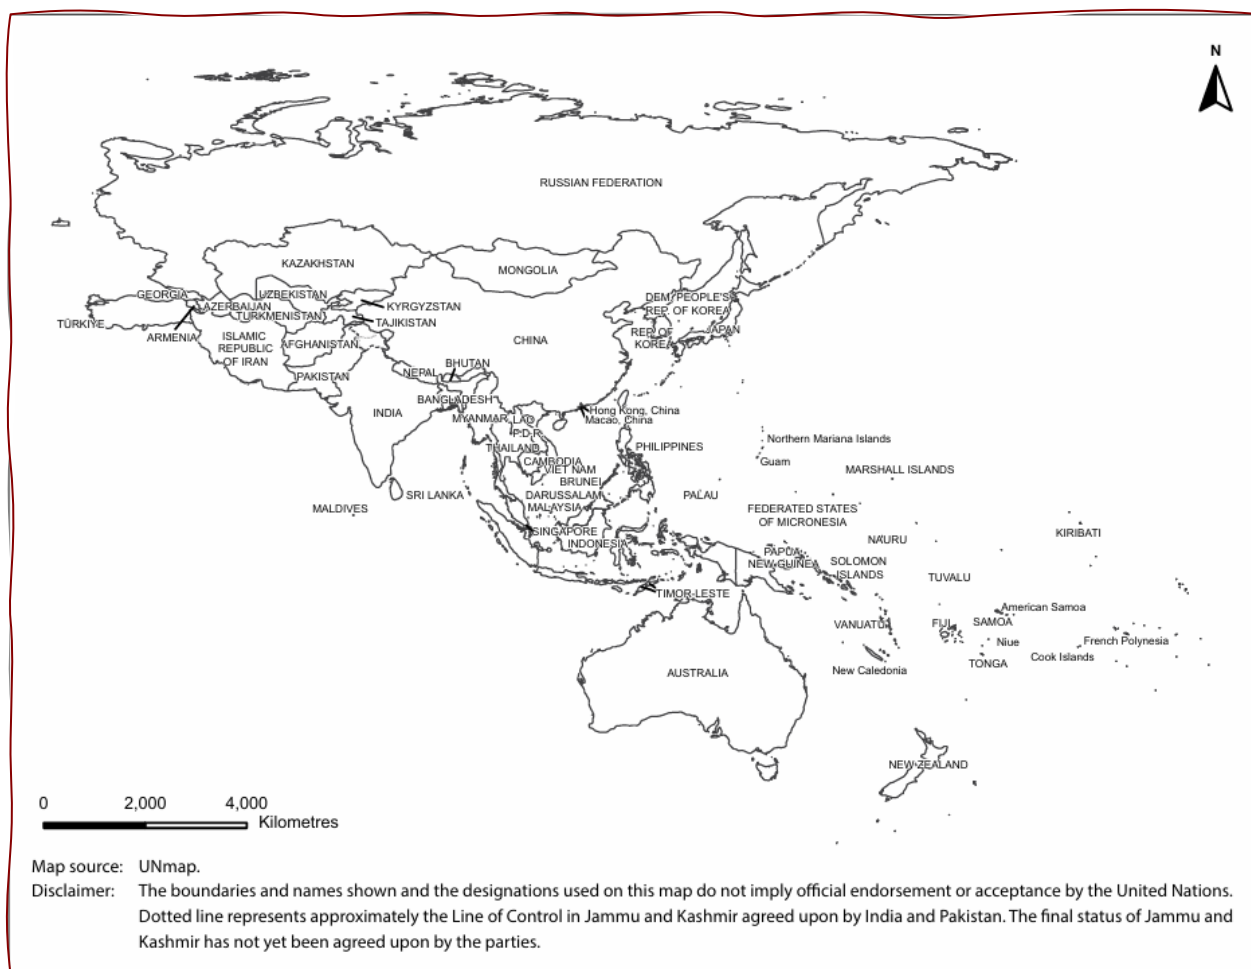 N
RUSSIAN FEDERATION
KAZAKHSTAN
MONGOLIA
GEORGIA
UZBEKISTAN
AZERBAIJAN
KYRGYZSTAN
DEM. PEOPLE'S
REP. OF KOREA
TURKMENISTAN
TÜRKİYE
TAJIKISTAN
ARMENIA
ISLAMIC
REPUBLIC
OF IRAN
AFGHANISTAN
CHINA
REP. OF
KOREA
JAPAN
BHUTAN
NEPAL
PAKISTAN
BANGLADESH
INDIA
Hong Kong, China
Macao, China
MYANMAR
LAO
P.D.R.
THAILAND
PHILIPPINES
Northern Mariana Islands
CAMBODIA
VIET NAM
Guam
MARSHALL ISLANDS
BRUNEI
DARUSSALAM
MALAYSIA
SRI LANKA
MALDIVES
PALAU
FEDERATED STATES
OF MICRONESIA
SINGAPORE
INDONESIA
NAURU
KIRIBATI
PAPUA
NEW GUINEA
SOLOMON
ISLANDS
TUVALU
TIMOR-LESTE
American Samoa
VANUATU
FIJI
SAMOA
Niue
French Polynesia
Cook Islands
TONGA
New Caledonia
AUSTRALIA
NEW ZEALAND
0 2,000 4,000
Kilometres
Map source: UNmap.
Disclaimer: The boundaries and names shown and the designations used on this map do not imply official endorsement or acceptance by the United Nations.
Dotted line represents approximately the Line of Control in Jammu and Kashmir agreed upon by India and Pakistan. The final status of Jammu and
Kashmir has not yet been agreed upon by the parties.